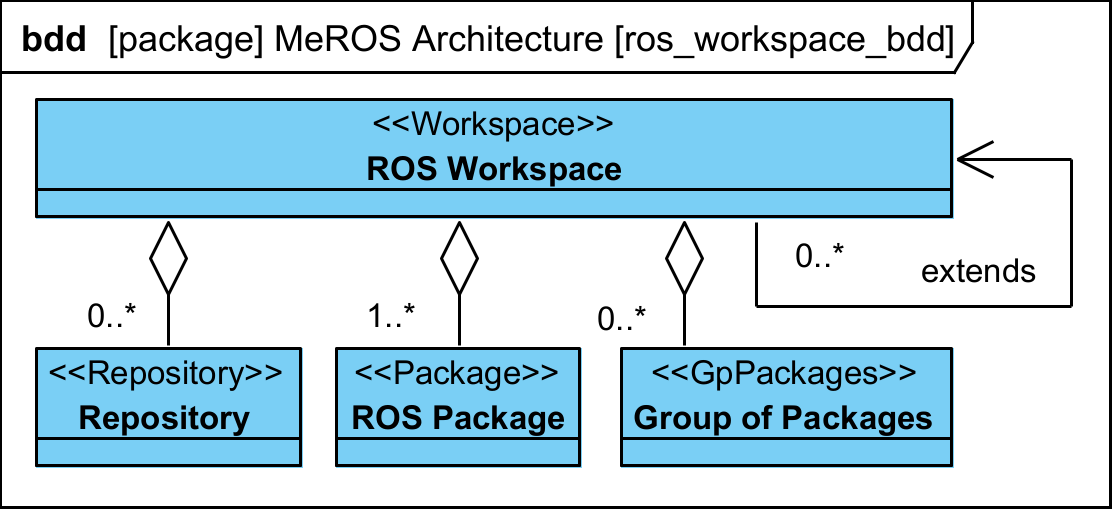 bdd [package] MeROS Architecture [ros_workspace_bdd]
<<Workspace>>
ROS Workspace
0..*
extends
0..*
1..*
0..*
<<Repository>>
Repository
<<Package>>
ROS Package
<<GpPackages>>
Group of Packages